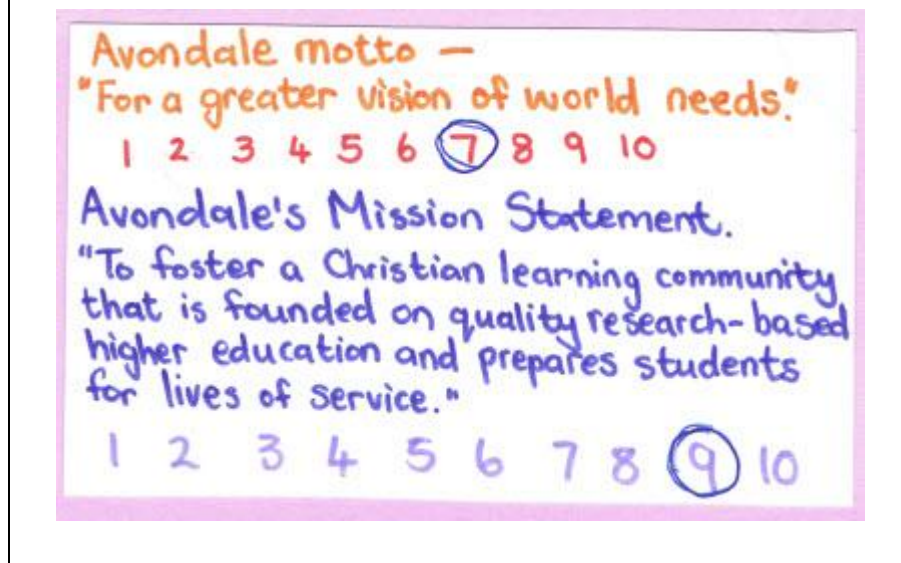 Avondale motto —
"For a greater vision of world needs."
1 2 3 4 5 6 7 8 9 10
Avondale's Mission Statement.
"To foster a Christian learning community
that is founded on quality research-based
higher education and prepares students
for lives of service."
1 2 3 4 5 6 7 8 9 10